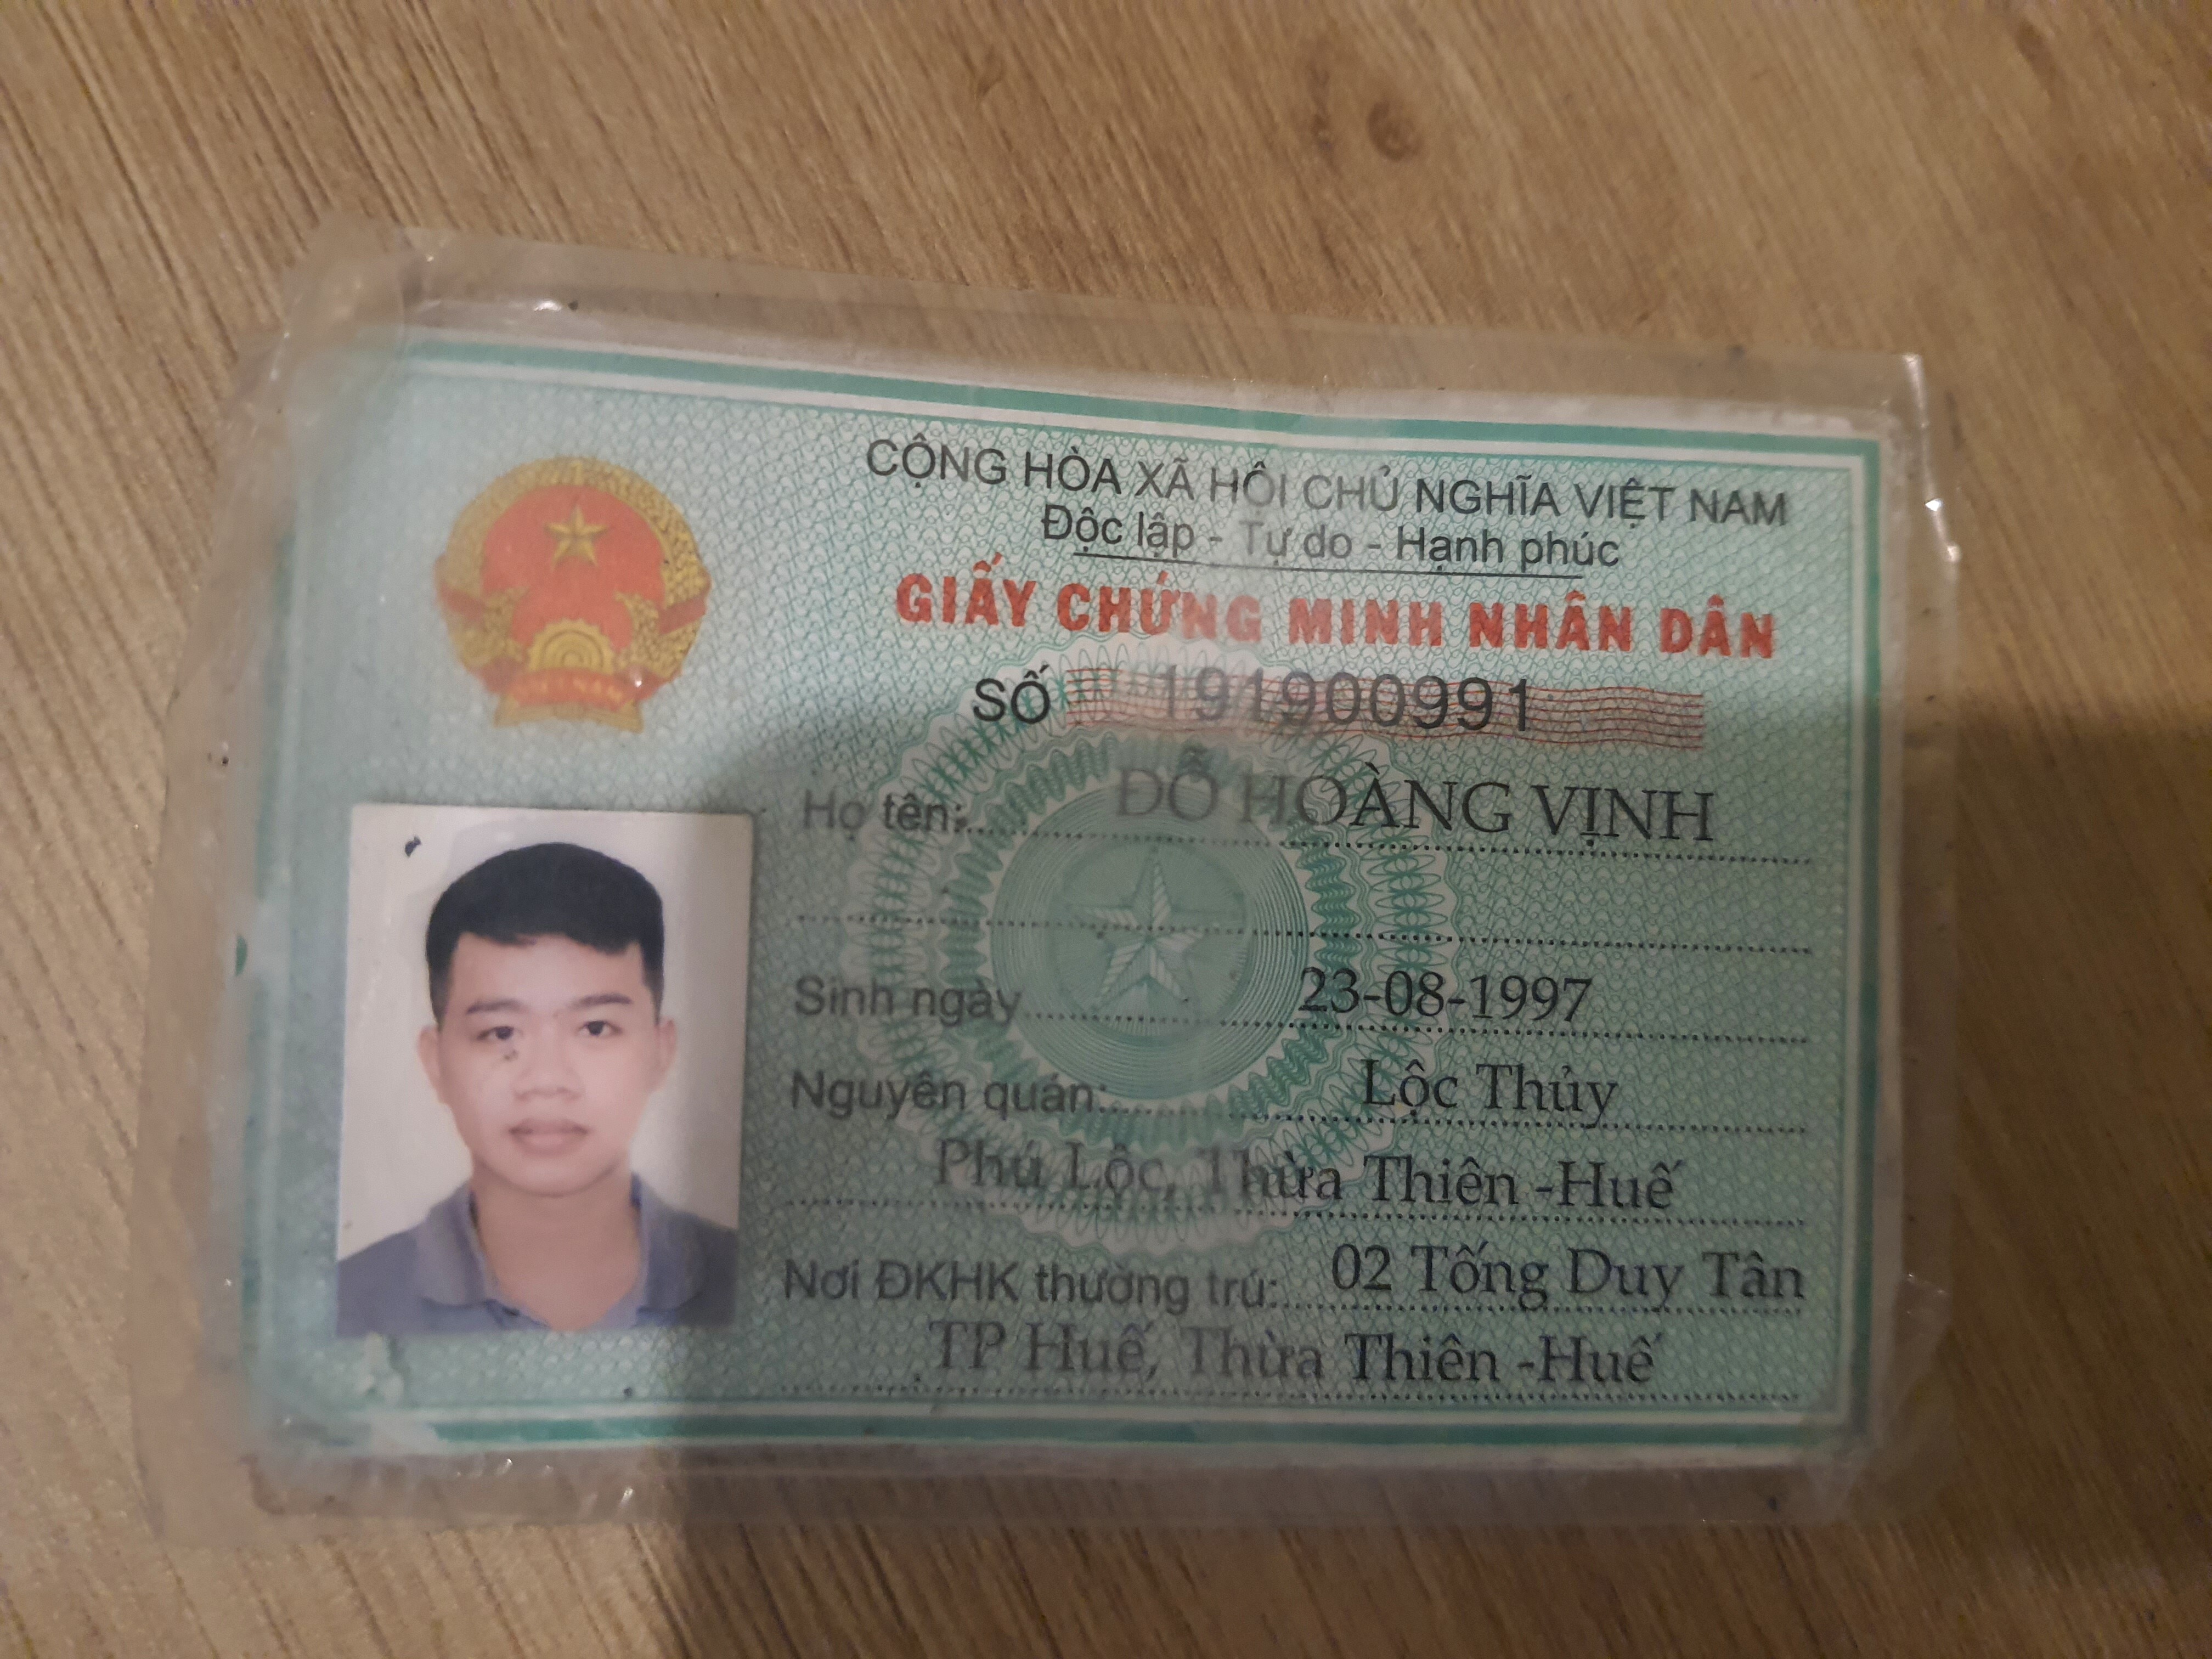 CỘNG HÒA XÃ HỘI CHỦ NGHĨA VIỆT NAM
Độc lập - Tự do - Hạnh phúc
GIẤY CHỨNG MINH NHÂN DÂN
SỐ 191900991
Họ tên: ĐỖ HOÀNG VỊNH
Sinh ngày 23-08-1997
Nguyên quán: Lộc Thủy
Phú Lộc, Thừa Thiên -Huế
Nơi ĐKHK thường trú: 02 Tống Duy Tân
TP Huế, Thừa Thiên -Huế